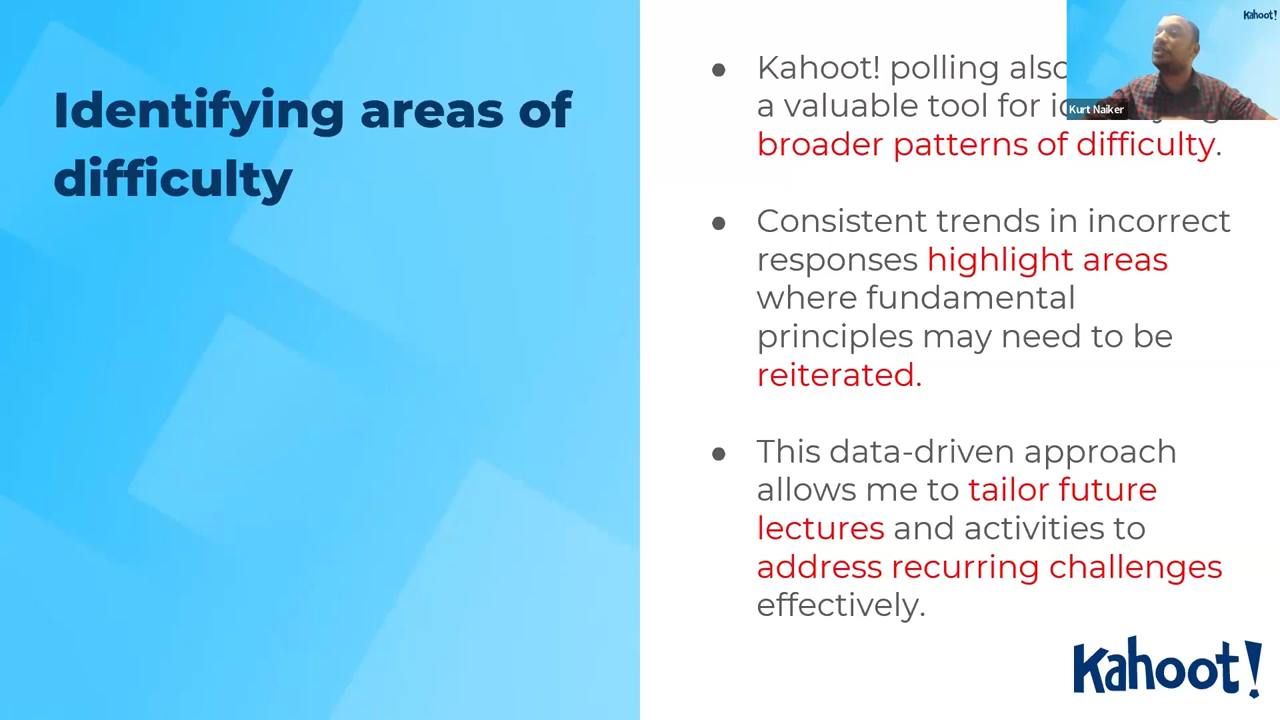 Identifying areas of
difficulty
● Kahoot! polling also
a valuable tool for
broader patterns of difficulty.
● Consistent trends in incorrect
responses highlight areas
where fundamental
principles may need to be
reiterated.
● This data-driven approach
allows me to tailor future
lectures and activities to
address recurring challenges
effectively.
Kahoot!
Kurt Naiker
Kahoot!